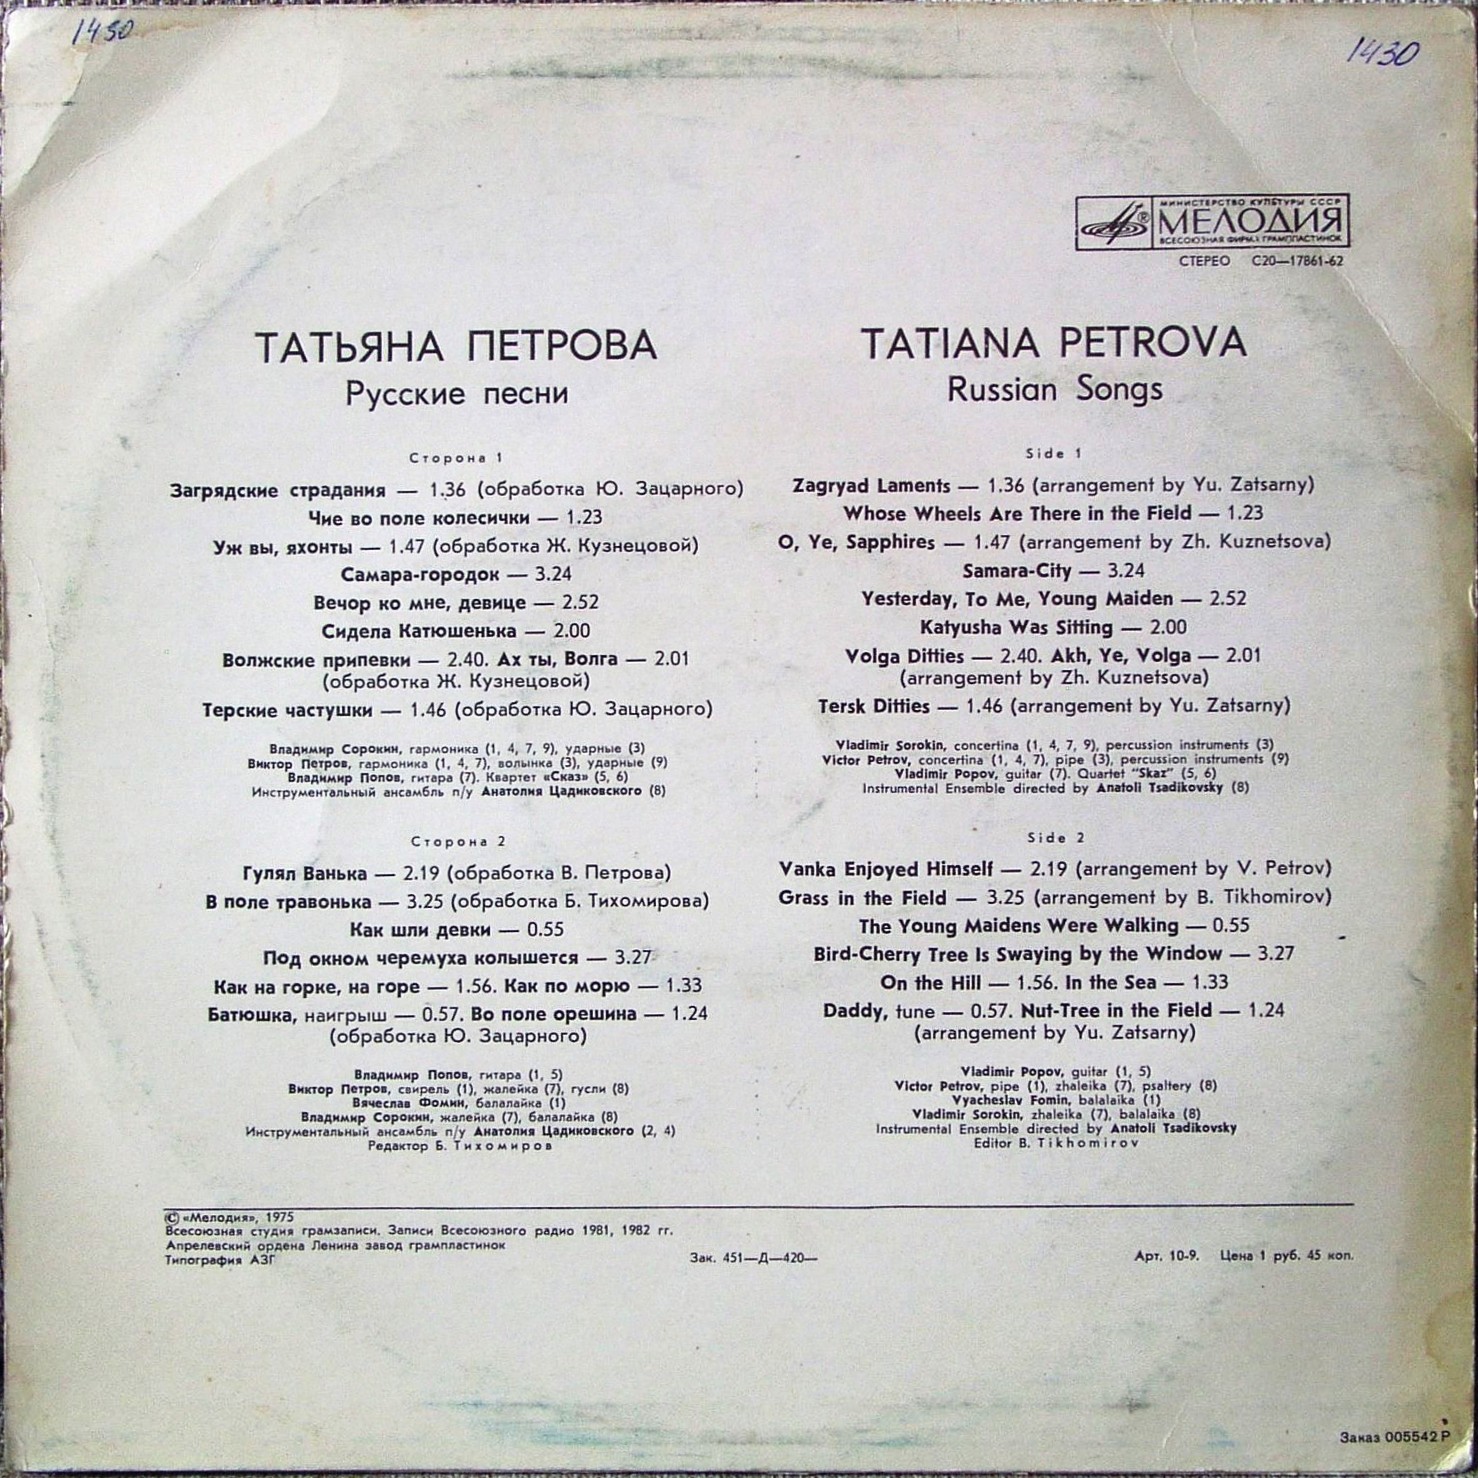 1430
1430
МИНИСТЕРСТВО КУЛЬТУРЫ СССР
МЕЛОДИЯ
ВСЕСОЮЗНАЯ ФИРМА ГРАМПЛАСТИНОК
СТЕРЕО С20—17861-62
ТАТЬЯНА ПЕТРОВА
Русские песни
Сторона 1
Загрядские страдания — 1.36 (обработка Ю. Зацарного)
Чие во поле колесички — 1.23
Уж вы, яхонты — 1.47 (обработка Ж. Кузнецовой)
Самара-городок — 3.24
Вечор ко мне, девице — 2.52
Сидела Катюшенька — 2.00
Волжские припевки — 2.40. Ах ты, Волга — 2.01
(обработка Ж. Кузнецовой)
Терские частушки — 1.46 (обработка Ю. Зацарного)
Владимир Сорокин, гармоника (1, 4, 7, 9), ударные (3)
Виктор Петров, гармоника (1, 4, 7), волынка (3), ударные (9)
Владимир Попов, гитара (7). Квартет «Сказ» (5, 6)
Инструментальный ансамбль п/у Анатолия Цадиковского (8)
Сторона 2
Гулял Ванька — 2.19 (обработка В. Петрова)
В поле травонька — 3.25 (обработка Б. Тихомирова)
Как шли девки — 0.55
Под окном черемуха колышется — 3.27
Как на горке, на горе — 1.56. Как по морю — 1.33
Батюшка, наигрыш — 0.57. Во поле орешина — 1.24
(обработка Ю. Зацарного)
Владимир Попов, гитара (1, 5)
Виктор Петров, свирель (1), жалейка (7), гусли (8)
Вячеслав Фомин, балалайка (1)
Владимир Сорокин, жалейка (7), балалайка (8)
Инструментальный ансамбль п/у Анатолия Цадиковского (2, 4)
Редактор Б. Тихомиров
TATIANA PETROVA
Russian Songs
Side 1
Zagryad Laments — 1.36 (arrangement by Yu. Zatsarny)
Whose Wheels Are There in the Field — 1.23
O, Ye, Sapphires — 1.47 (arrangement by Zh. Kuznetsova)
Samara-City — 3.24
Yesterday, To Me, Young Maiden — 2.52
Katyusha Was Sitting — 2.00
Volga Ditties — 2.40. Akh, Ye, Volga — 2.01
(arrangement by Zh. Kuznetsova)
Tersk Ditties — 1.46 (arrangement by Yu. Zatsarny)
Vladimir Sorokin, concertina (1, 4, 7, 9), percussion instruments (3)
Victor Petrov, concertina (1, 4, 7), pipe (3), percussion instruments (9)
Vladimir Popov, guitar (7). Quartet "Skaz" (5, 6)
Instrumental Ensemble directed by Anatoli Tsadikovsky (8)
Side 2
Vanka Enjoyed Himself — 2.19 (arrangement by V. Petrov)
Grass in the Field — 3.25 (arrangement by B. Tikhomirov)
The Young Maidens Were Walking — 0.55
Bird-Cherry Tree Is Swaying by the Window — 3.27
On the Hill — 1.56. In the Sea — 1.33
Daddy, tune — 0.57. Nut-Tree in the Field — 1.24
(arrangement by Yu. Zatsarny)
Vladimir Popov, guitar (1, 5)
Victor Petrov, pipe (1), zhaleika (7), psaltery (8)
Vyacheslav Fomin, balalaika (1)
Vladimir Sorokin, zhaleika (7), balalaika (8)
Instrumental Ensemble directed by Anatoli Tsadikovsky
Editor B. Tikhomirov
© «Мелодия», 1975
Всесоюзная студия грамзаписи. Записи Всесоюзного радио 1981, 1982 гг.
Апрелевский ордена Ленина завод грампластинок
Типография АЗГ Зак. 451—Д—420— Арт. 10-9. Цена 1 руб. 45 коп.
Заказ 005542 Р